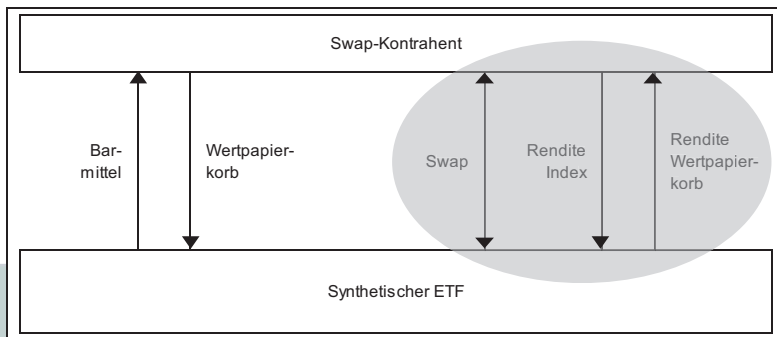 Swap-Kontrahent
Bar-
mittel
Wertpapier-
korb
Swap
Rendite
Index
Rendite
Wertpapier-
korb
Synthetischer ETF